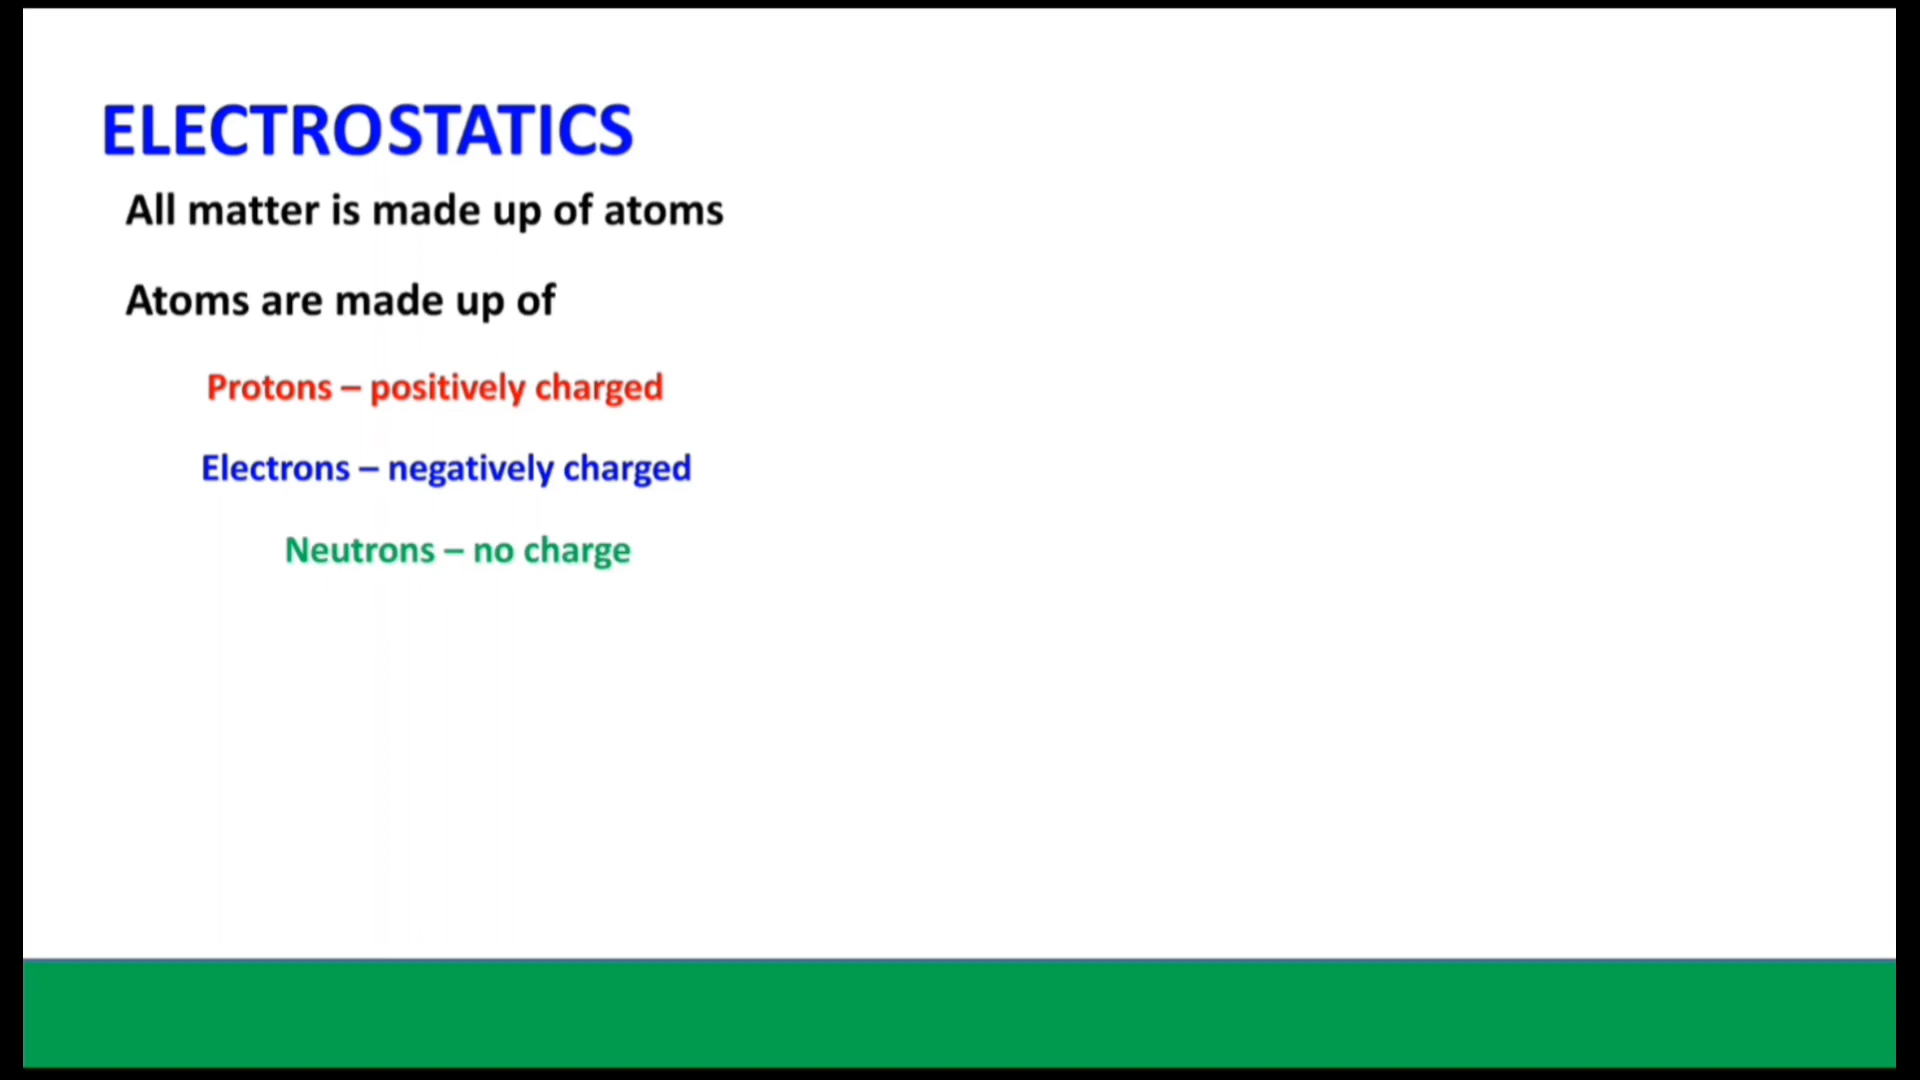 ELECTROSTATICS
All matter is made up of atoms
Atoms are made up of
Protons – positively charged
Electrons – negatively charged
Neutrons – no charge